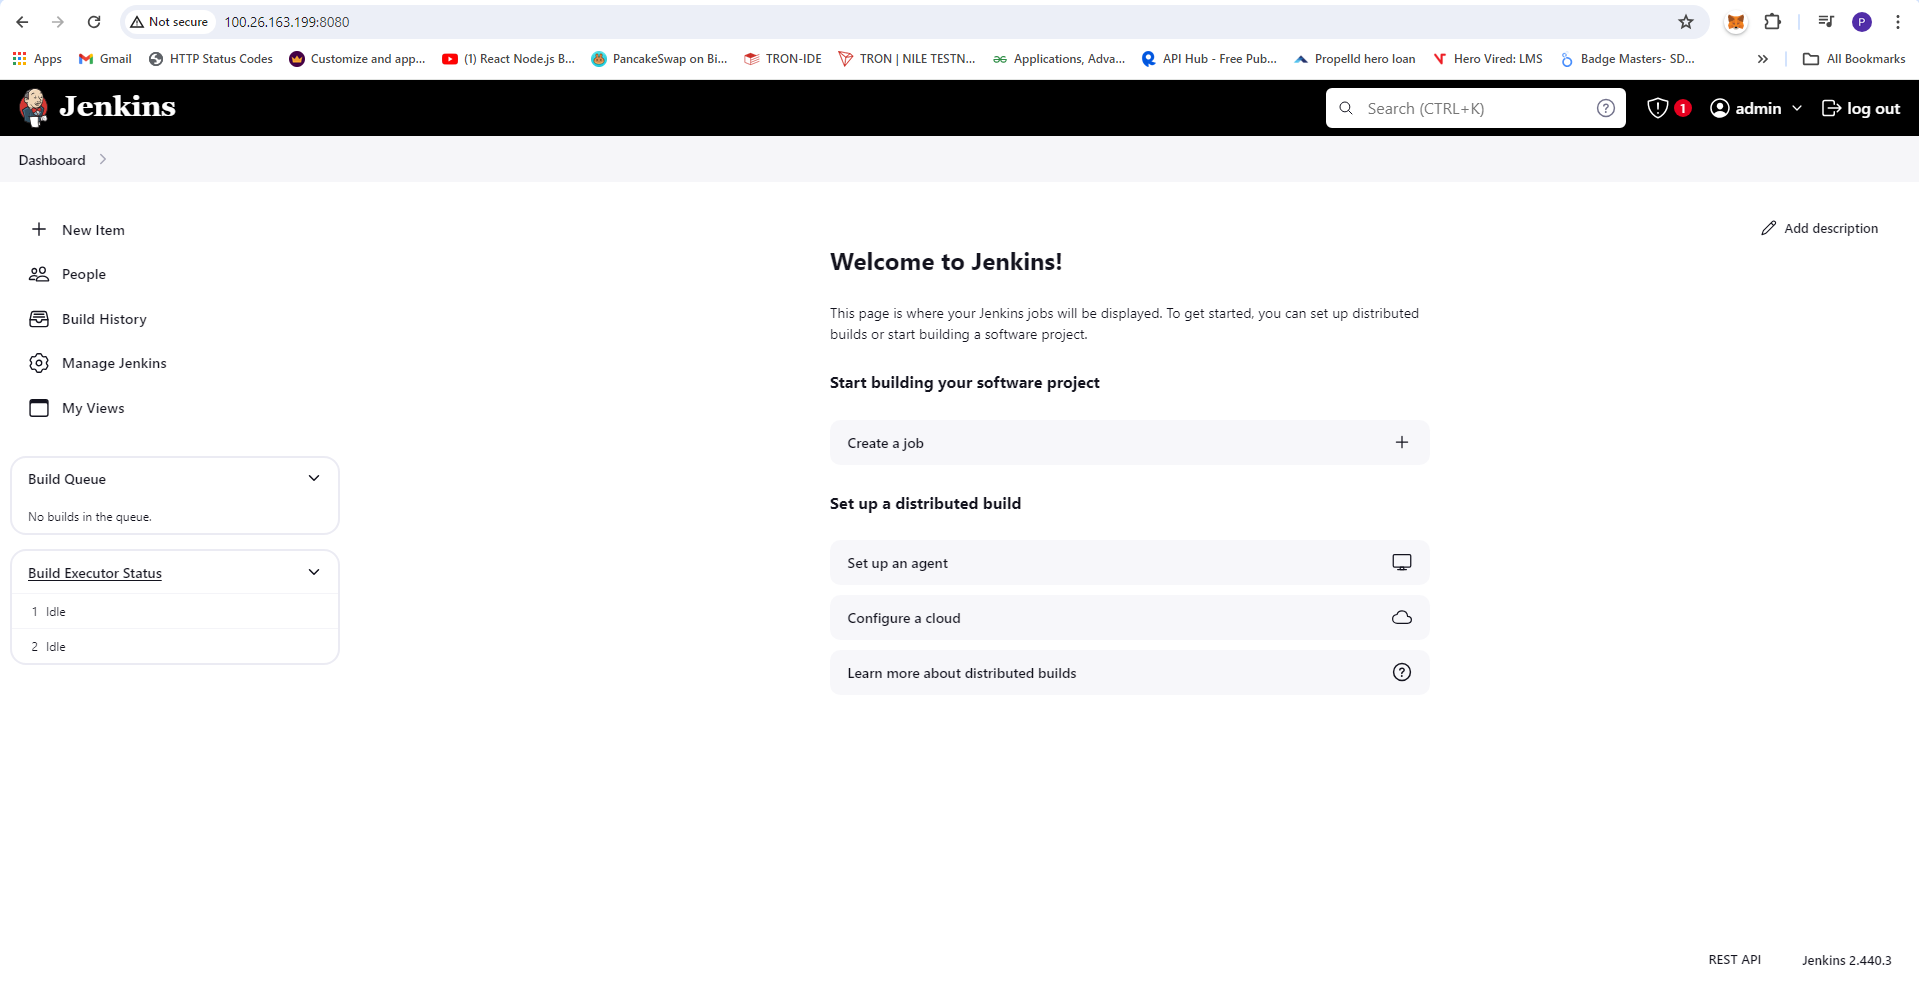 Not secure 100.26.163.199:8080 P
Apps Gmail HTTP Status Codes Customize and app... (1) React Node.js B... PancakeSwap on Bi... TRON-IDE TRON | NILE TESTN... Applications, Adva... API Hub - Free Pub... Propelld hero loan Hero Vired: LMS Badge Masters- SD... » All Bookmarks
Jenkins Search (CTRL+K) 1 admin log out
Dashboard
New Item
People
Build History
Manage Jenkins
My Views
Build Queue
No builds in the queue.
Build Executor Status
1 Idle
2 Idle
Add description
Welcome to Jenkins!
This page is where your Jenkins jobs will be displayed. To get started, you can set up distributed
builds or start building a software project.
Start building your software project
Create a job
Set up a distributed build
Set up an agent
Configure a cloud
Learn more about distributed builds
REST API Jenkins 2.440.3